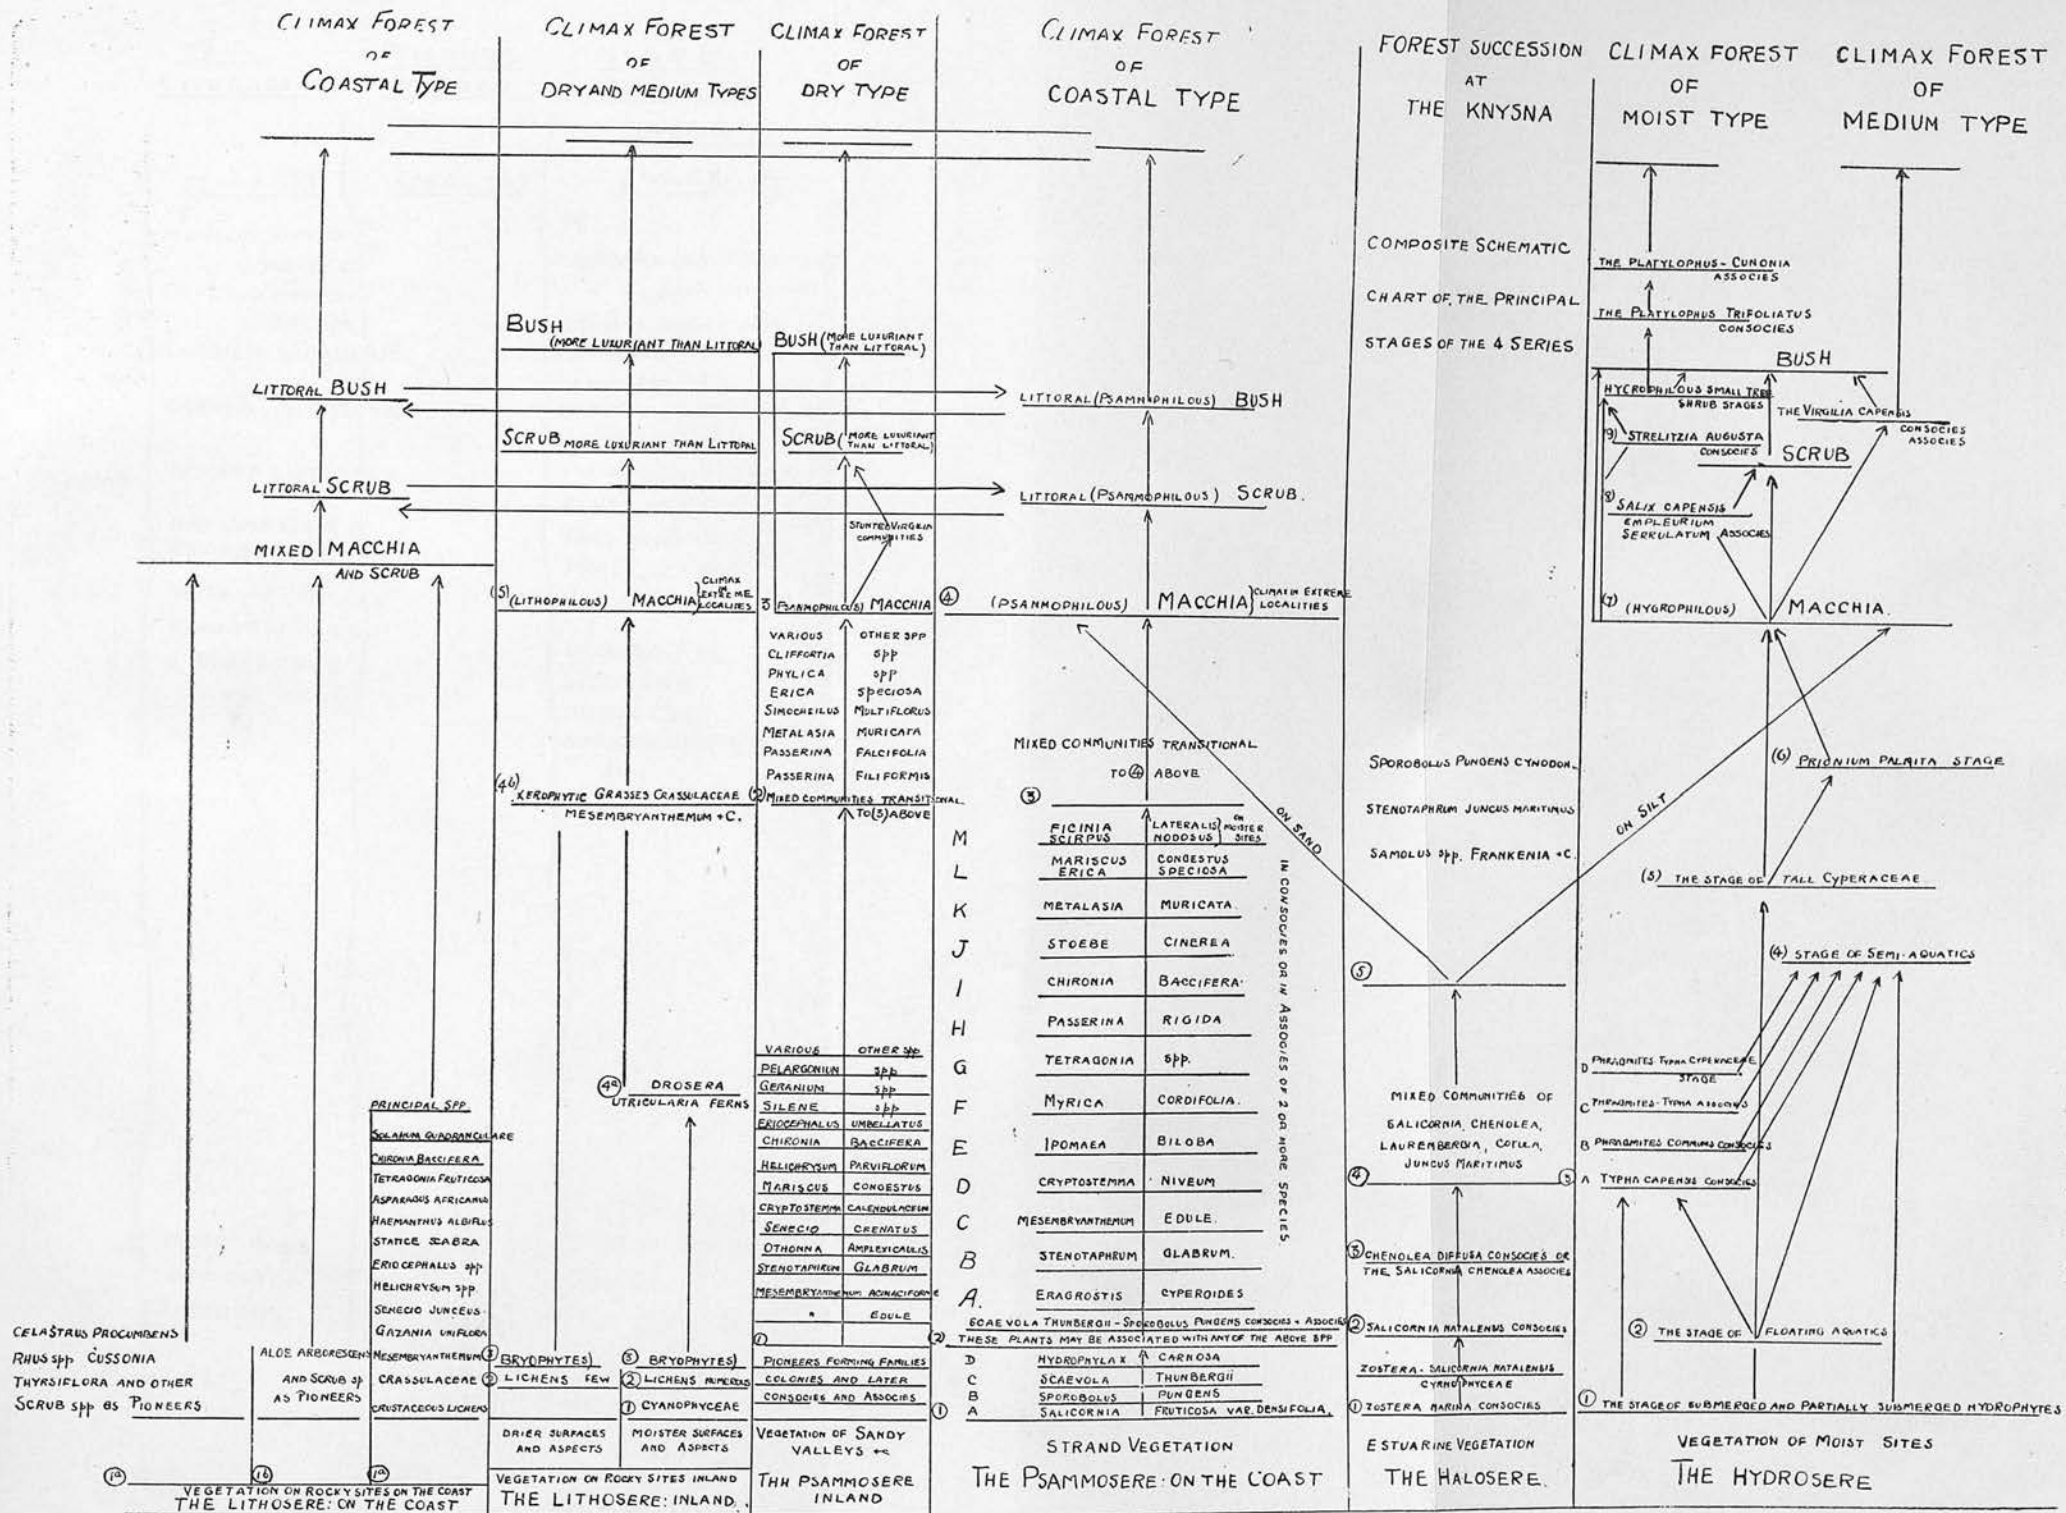 CLIMAX FOREST
OF
COASTAL TYPE
LITTORAL BUSH
LITTORAL SCRUB
MIXED MACCHIA
AND SCRUB
PRINCIPAL SPP.
SOLANUM QUADRANGULARE
CHIRONIA BACCIFERA
TETRAGONIA FRUTICOSA
ASPARAGUS AFRICANUS
HAEMANTHUS ALBIFLOS
STATICE SCABRA
ERIOCEPHALUS spp
HELICHRYSUM spp.
SENECIO JUNCEUS
GAZANIA UNIFLORA
MESEMBRYANTHEMUM
CRASSULACEAE
CRUSTACEOUS LICHENS
CELASTRUS PROCUMBENS
RHUS spp CUSSONIA
THYRSIFLORA AND OTHER
SCRUB spp as PIONEERS
ALOE ARBORESCENS
AND SCRUB sp
AS PIONEERS
1a
1b
1a
VEGETATION ON ROCKY SITES ON THE COAST
THE LITHOSERE: ON THE COAST
CLIMAX FOREST
OF
DRY AND MEDIUM TYPES
BUSH
(MORE LUXURIANT THAN LITTORAL)
SCRUB MORE LUXURIANT THAN LITTORAL
(5) (LITHOPHILOUS) MACCHIA } CLIMAX
IN
EXTREME
LOCALITIES
(4b) XEROPHYTIC GRASSES CRASSULACEAE
MESEMBRYANTHEMUM +C.
4a DROSERA
UTRICULARIA FERNS
3 BRYOPHYTES)
2 LICHENS FEW
3 BRYOPHYTES)
2 LICHENS NUMEROUS
1 CYANOPHYCEAE
DRIER SURFACES
AND ASPECTS
MOISTER SURFACES
AND ASPECTS
VEGETATION ON ROCKY SITES INLAND
THE LITHOSERE: INLAND.
CLIMAX FOREST
OF
DRY TYPE
BUSH (MORE LUXURIANT
THAN LITTORAL)
SCRUB (MORE LUXURIANT
THAN LITTORAL)
STUNTED VIRGILIA
COMMUNITIES
3 (PSAMMOPHILOUS) MACCHIA
VARIOUS OTHER SPP
CLIFFORTIA spp
PHYLICA spp
ERICA SPECIOSA
SIMOCHEILUS MULTIFLORUS
METALASIA MURICATA
PASSERINA FALCIFOLIA
PASSERINA FILIFORMIS
(2) MIXED COMMUNITIES TRANSITIONAL
TO (3) ABOVE
VARIOUS OTHER spp
PELARGONIUM spp
GERANIUM spp
SILENE spp
ERIOCEPHALUS UMBELLATUS
CHIRONIA BACCIFERA
HELICHRYSUM PARVIFLORUM
MARISCUS CONGESTUS
CRYPTOSTEMMA CALENDULACEUM
SENECIO CRENATUS
OTHONNA AMPLEXICAULIS
STENOTAPHRUM GLABRUM
MESEMBRYANTHEMUM ACINACIFORME
" EDULE
1
PIONEERS FORMING FAMILIES
COLONIES AND LATER
CONSOCIES AND ASSOCIES
VEGETATION OF SANDY
VALLEYS +c
THH PSAMMOSERE
INLAND
CLIMAX FOREST
OF
COASTAL TYPE
LITTORAL (PSAMMOPHILOUS) BUSH
LITTORAL (PSAMMOPHILOUS) SCRUB.
4 (PSAMMOPHILOUS) MACCHIA } CLIMAX IN EXTREME
LOCALITIES
MIXED COMMUNITIES TRANSITIONAL
TO 4 ABOVE
3
M FICINIA LATERALIS } ON MOISTER SITES
SCIRPUS NODOSUS
L MARISCUS CONGESTUS
ERICA SPECIOSA
K METALASIA MURICATA.
J STOEBE CINEREA
I CHIRONIA BACCIFERA.
H PASSERINA RIGIDA
G TETRAGONIA spp.
F MYRICA CORDIFOLIA.
E IPOMAEA BILOBA
D CRYPTOSTEMMA NIVEUM
C MESEMBRYANTHEMUM EDULE.
B STENOTAPHRUM GLABRUM.
A. ERAGROSTIS CYPEROIDES
IN CONSOCIES OR IN ASSOCIES OF 2 OR MORE SPECIES
SCAEVOLA THUNBERGII - SPOROBOLUS PUNGENS CONSOCIES + ASSOCIES
(2) THESE PLANTS MAY BE ASSOCIATED WITH ANY OF THE ABOVE SPP
D HYDROPHYLAX CARNOSA
C SCAEVOLA THUNBERGII
B SPOROBOLUS PUNGENS
1 A SALICORNIA FRUTICOSA VAR. DENSIFOLIA.
STRAND VEGETATION
THE PSAMMOSERE: ON THE COAST
FOREST SUCCESSION
AT
THE KNYSNA
COMPOSITE SCHEMATIC
CHART OF THE PRINCIPAL
STAGES OF THE 4 SERIES
ON SAND
ON SILT
SPOROBOLUS PUNGENS CYNODON.
STENOTAPHRUM JUNCUS MARITIMUS
SAMOLUS spp. FRANKENIA +C.
5
MIXED COMMUNITIES OF
SALICORNIA, CHENOLEA,
LAURENBERGIA, COTULA,
JUNCUS MARITIMUS
4
3 CHENOLEA DIFFUSA CONSOCIES OR
THE SALICORNIA CHENOLEA ASSOCIES
2 SALICORNIA NATALENSIS CONSOCIES
ZOSTERA - SALICORNIA NATALENSIS
CYANOPHYCEAE
1 ZOSTERA MARINA CONSOCIES
ESTUARINE VEGETATION
THE HALOSERE.
CLIMAX FOREST
OF
MOIST TYPE
CLIMAX FOREST
OF
MEDIUM TYPE
THE PLATYLOPHUS - CUNONIA
ASSOCIES
THE PLATYLOPHUS TRIFOLIATUS
CONSOCIES
BUSH
HYGROPHILOUS SMALL TREE
SHRUB STAGES
THE VIRGILIA CAPENSIS
CONSOCIES
ASSOCIES
(9) STRELITZIA AUGUSTA
CONSOCIES
SCRUB
(8) SALIX CAPENSIS
EMPLEURIUM
SERRULATUM ASSOCIES
(7) (HYGROPHILOUS) MACCHIA.
(6) PRIONIUM PALMITA STAGE
(5) THE STAGE OF TALL CYPERACEAE
(4) STAGE OF SEMI-AQUATICS
D PHRAGMITES-TYPHA CYPERACEAE
STAGE
C PHRAGMITES-TYPHA ASSOCIES
B PHRAGMITES COMMUNIS CONSOCIES
3 A TYPHA CAPENSIS CONSOCIES
2 THE STAGE OF FLOATING AQUATICS
1 THE STAGE OF SUBMERGED AND PARTIALLY SUBMERGED HYDROPHYTES
VEGETATION OF MOIST SITES
THE HYDROSERE